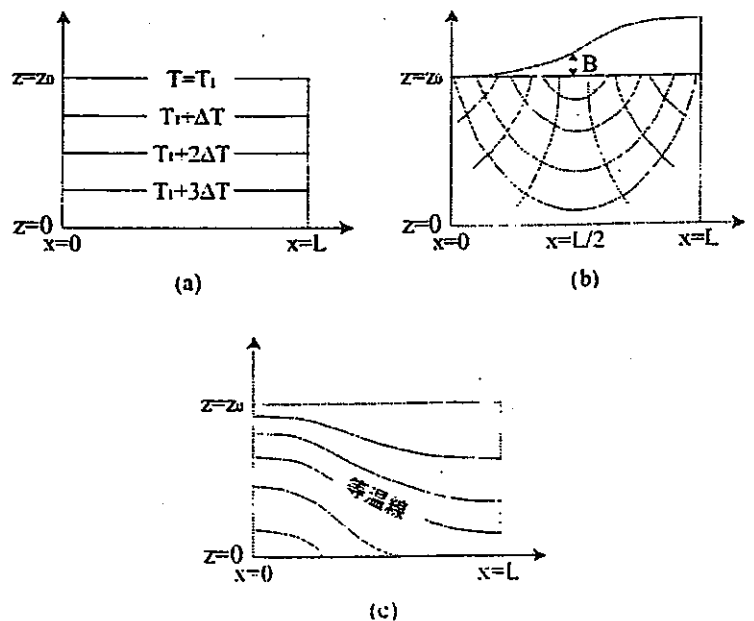 z=z₀
T=T₁
T₁+ΔT
T₁+2ΔT
T₁+3ΔT
z=0
x=0
x=L
(a)
z=z₀
B
z=0
x=0
x=L/2
x=L
(b)
z=z₀
等温線
z=0
x=0
x=L
(c)